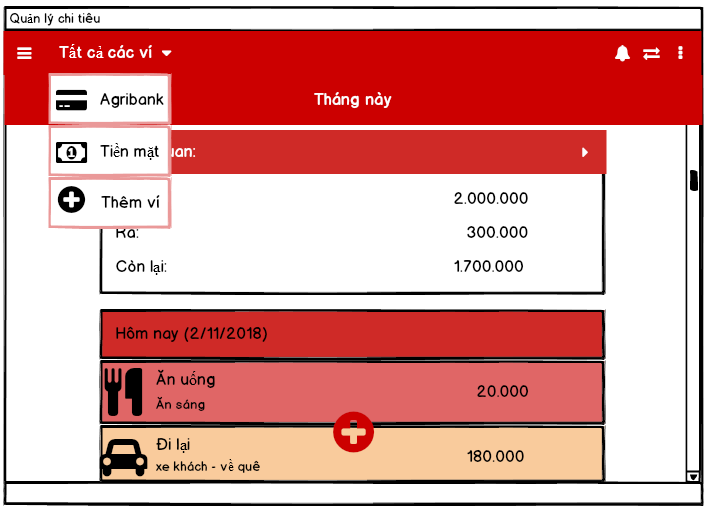 Quản lý chi tiêu
Tất cả các ví
Agribank
Tháng này
Tiền mặt
uan:
Thêm ví
2.000.000
Ra: 300.000
Còn lại: 1.700.000
Hôm nay (2/11/2018)
Ăn uống
Ăn sáng
20.000
Đi lại
xe khách - về quê
180.000